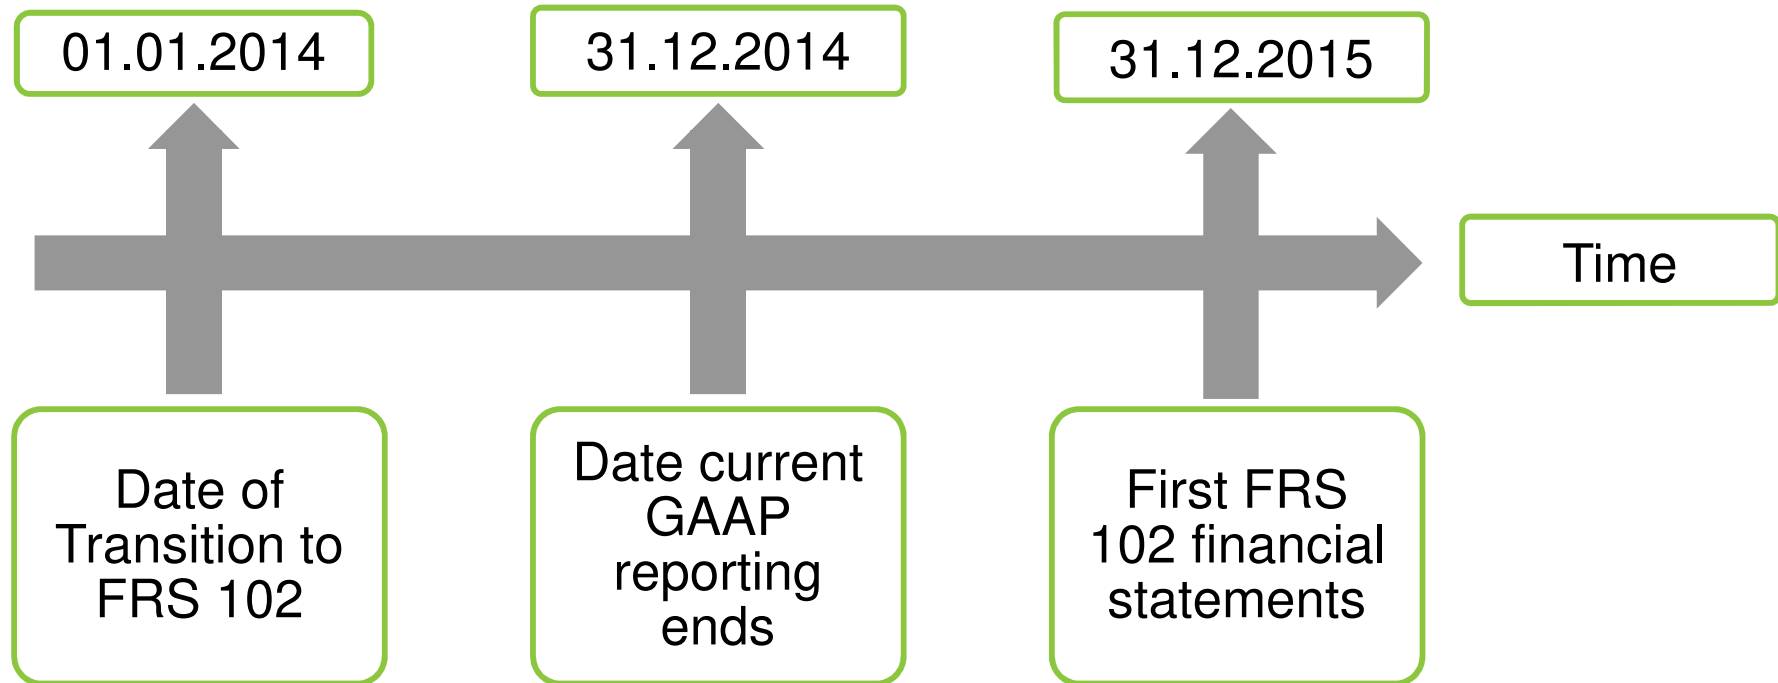 01.01.2014
31.12.2014
31.12.2015
Time
Date of
Transition to
FRS 102
Date current
GAAP
reporting
ends
First FRS
102 financial
statements